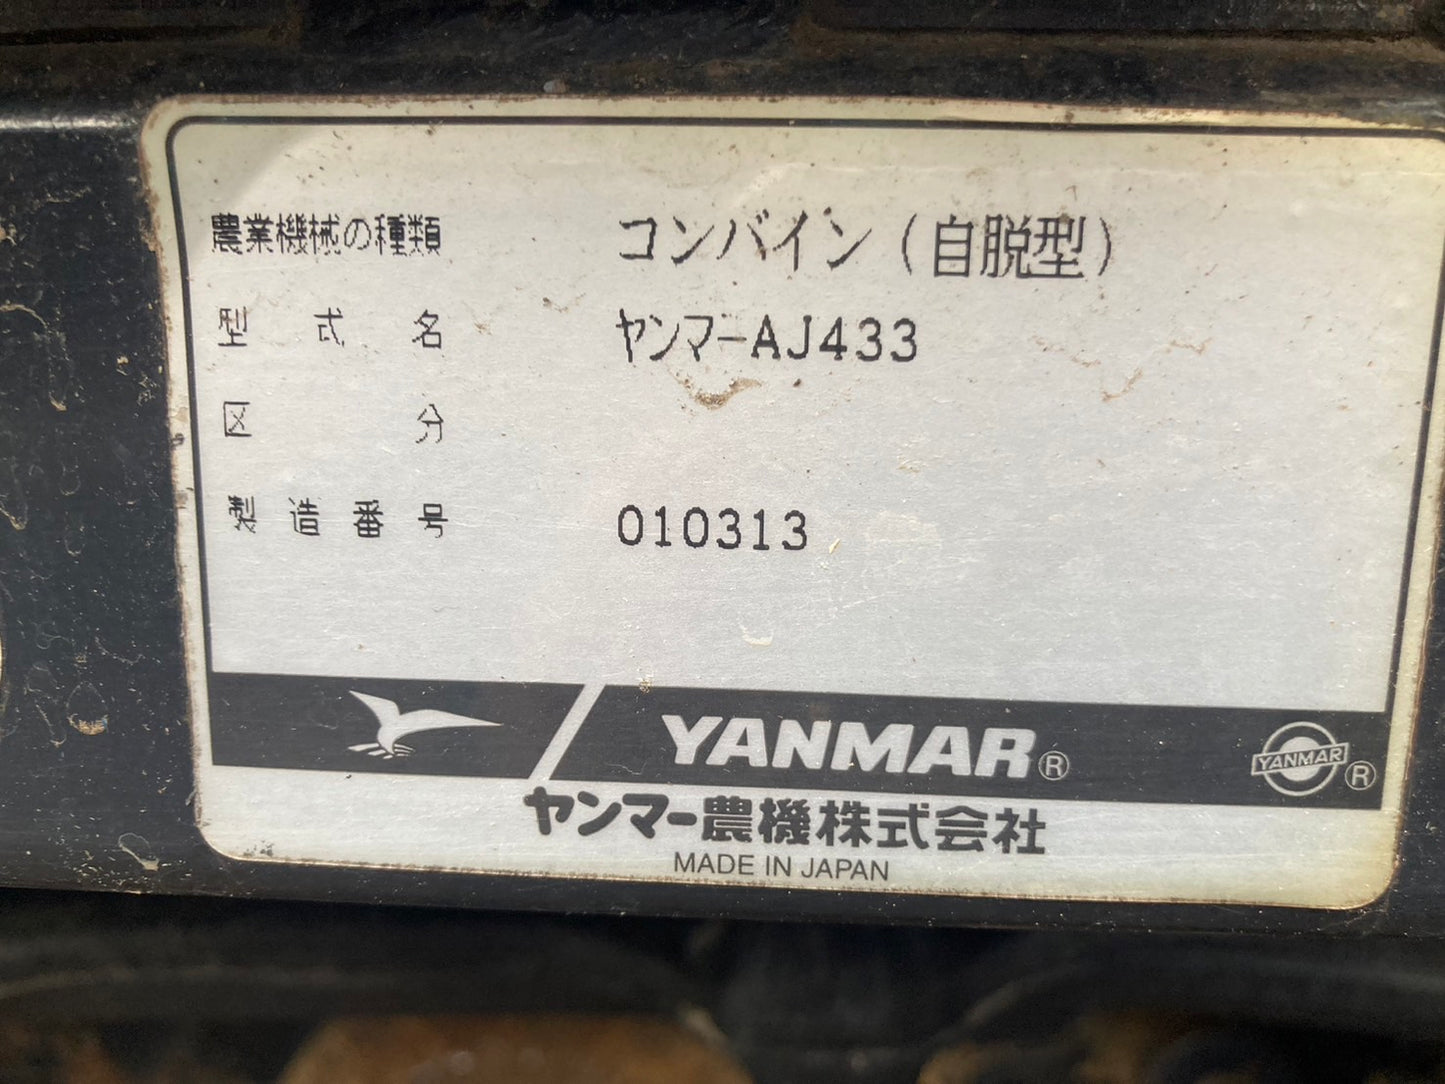 農業機械の種類 コンバイン（自脱型）
型式名 ヤンマーAJ433
区分
製造番号 010313
YANMAR® YANMAR®
ヤンマー農機株式会社
MADE IN JAPAN